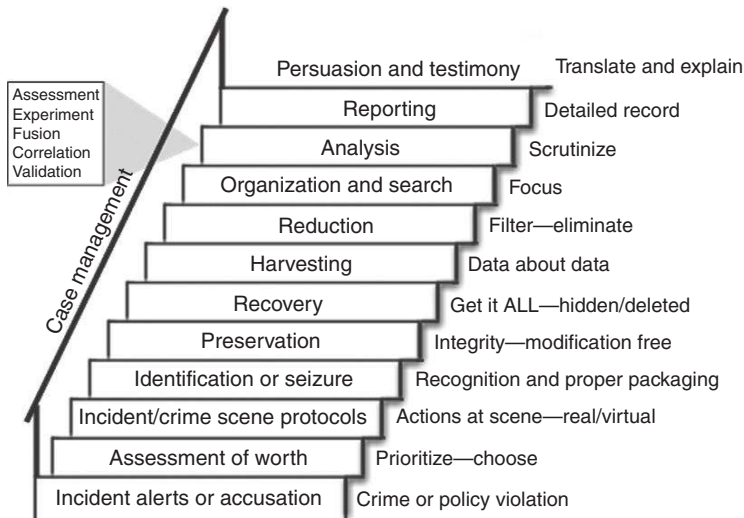 Persuasion and testimony Translate and explain
Assessment
Experiment
Fusion
Correlation
Validation
Reporting Detailed record
Analysis Scrutinize
Organization and search Focus
Reduction Filter—eliminate
Harvesting Data about data
Recovery Get it ALL—hidden/deleted
Preservation Integrity—modification free
Identification or seizure Recognition and proper packaging
Incident/crime scene protocols Actions at scene—real/virtual
Assessment of worth Prioritize—choose
Incident alerts or accusation Crime or policy violation
Case management